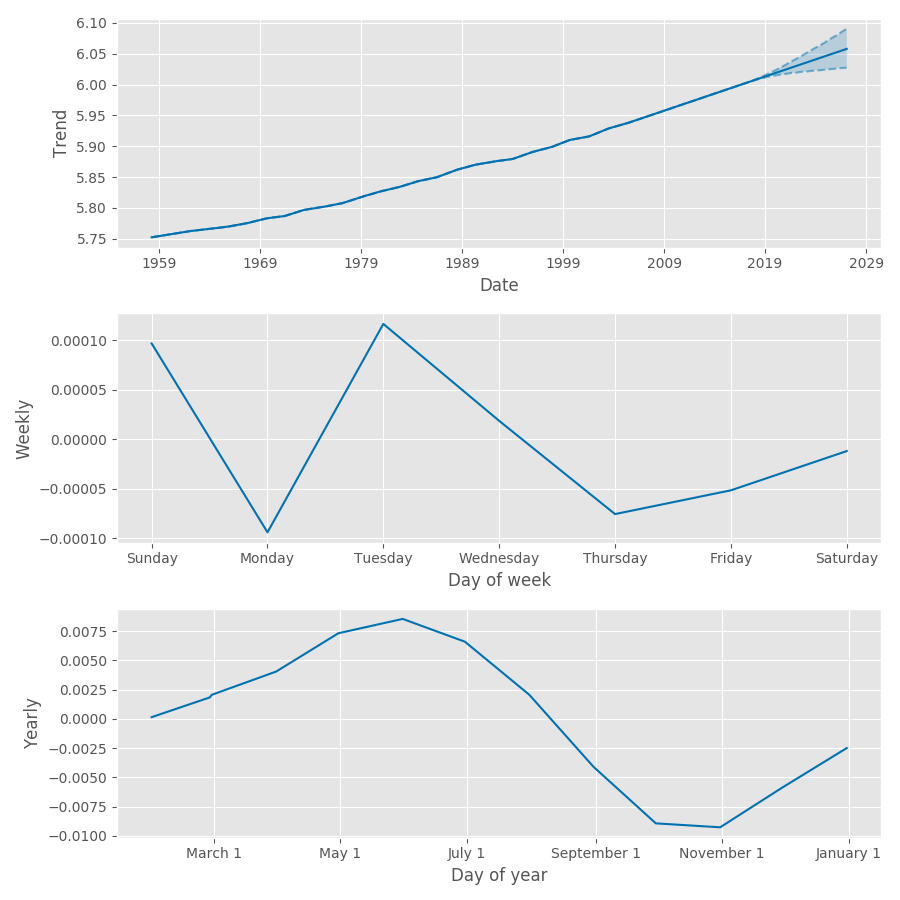 6.10
6.05
6.00
5.95
5.90
5.85
5.80
5.75
Trend
1959 1969 1979 1989 1999 2009 2019 2029
Date
0.00010
0.00005
0.00000
−0.00005
−0.00010
Weekly
Sunday Monday Tuesday Wednesday Thursday Friday Saturday
Day of week
0.0075
0.0050
0.0025
0.0000
−0.0025
−0.0050
−0.0075
−0.0100
Yearly
March 1 May 1 July 1 September 1 November 1 January 1
Day of year